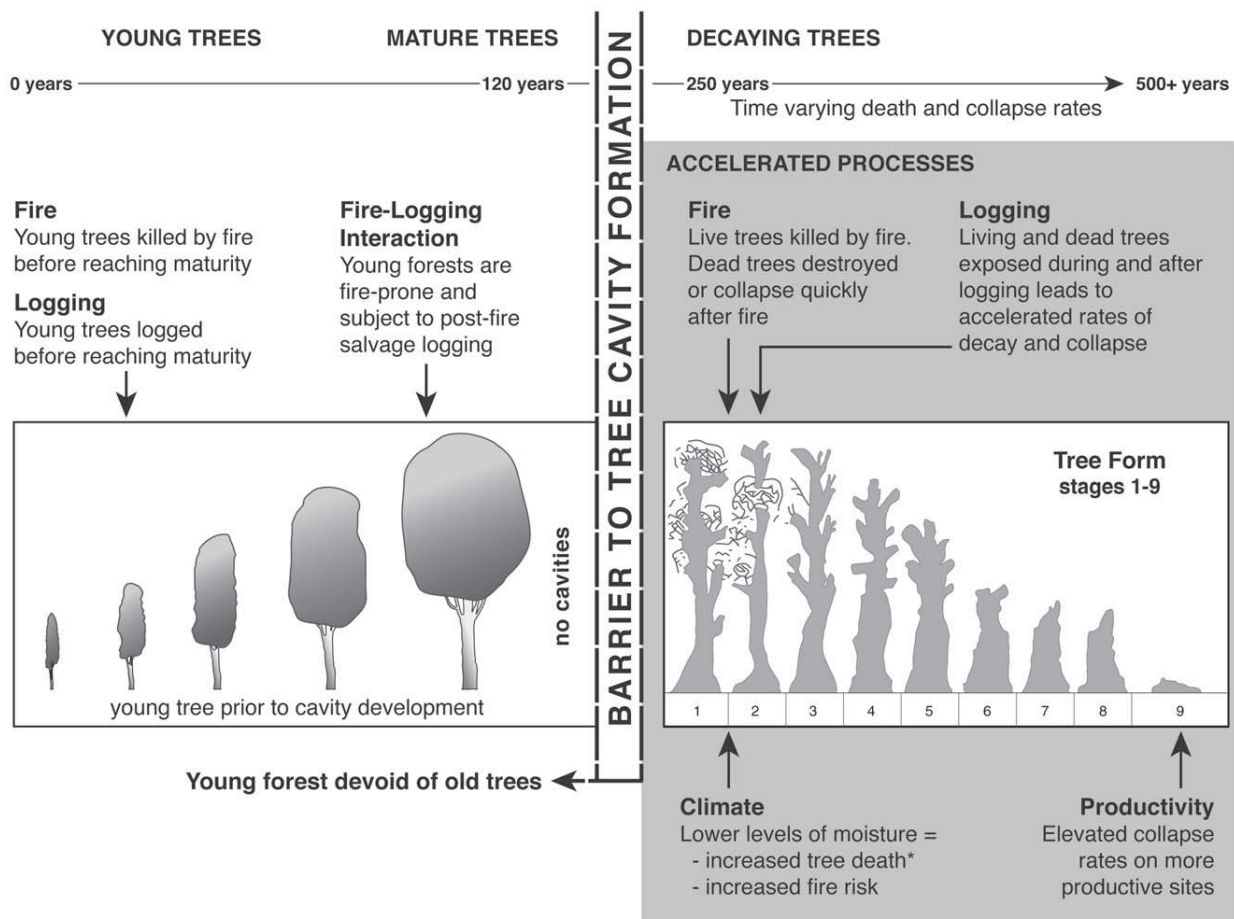 YOUNG TREES
MATURE TREES
DECAYING TREES
0 years
120 years
250 years
500+ years
Time varying death and collapse rates
BARRIER TO TREE CAVITY FORMATION
ACCELERATED PROCESSES
Fire
Young trees killed by fire
before reaching maturity
Logging
Young trees logged
before reaching maturity
Fire-Logging
Interaction
Young forests are
fire-prone and
subject to post-fire
salvage logging
Fire
Live trees killed by fire.
Dead trees destroyed
or collapse quickly
after fire
Logging
Living and dead trees
exposed during and after
logging leads to
accelerated rates of
decay and collapse
no cavities
young tree prior to cavity development
Tree Form
stages 1-9
1 2 3 4 5 6 7 8 9
Young forest devoid of old trees
Climate
Lower levels of moisture =
- increased tree death*
- increased fire risk
Productivity
Elevated collapse
rates on more
productive sites